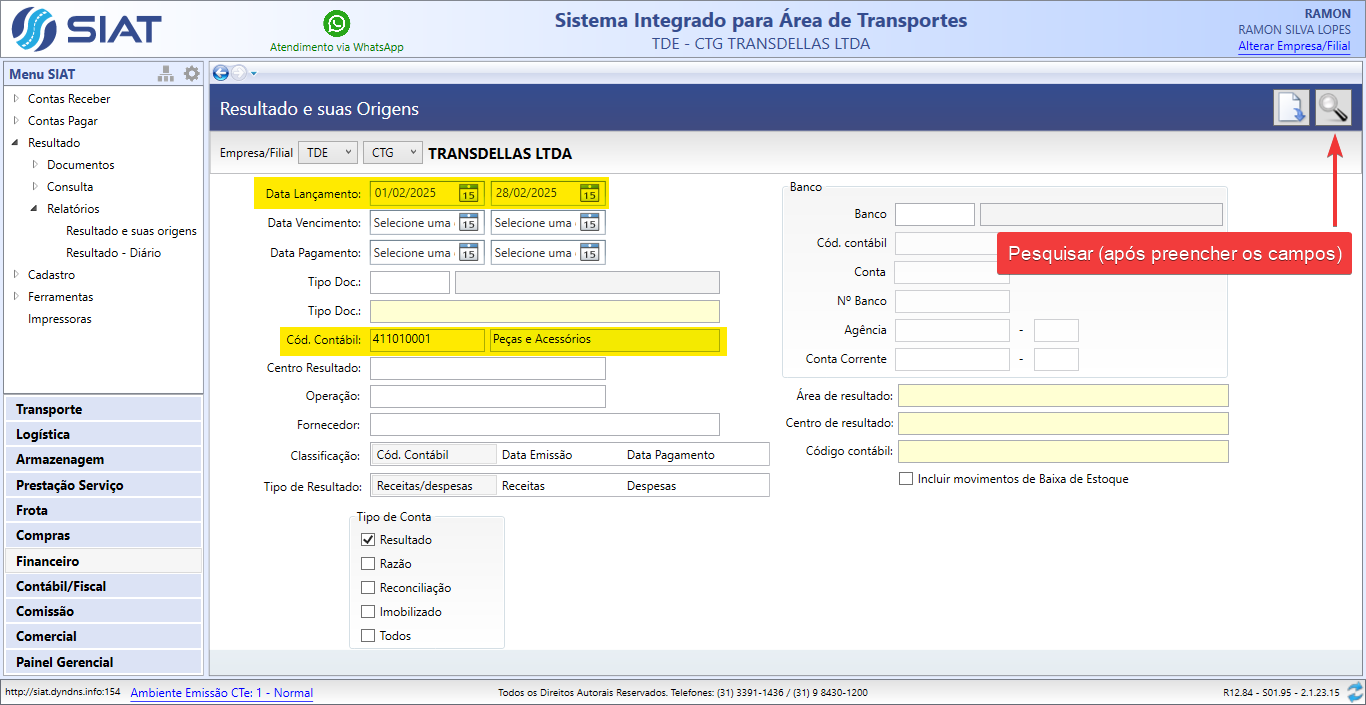 SIAT
Atendimento via WhatsApp
Sistema Integrado para Área de Transportes
TDE - CTG TRANSDELLAS LTDA
RAMON
RAMON SILVA LOPES
Alterar Empresa/Filial
Menu SIAT
Contas Receber
Contas Pagar
Resultado
Documentos
Consulta
Relatórios
Resultado e suas origens
Resultado - Diário
Cadastro
Ferramentas
Impressoras
Transporte
Logística
Armazenagem
Prestação Serviço
Frota
Compras
Financeiro
Contábil/Fiscal
Comissão
Comercial
Painel Gerencial
Resultado e suas Origens
Empresa/Filial TDE CTG TRANSDELLAS LTDA
Data Lançamento: 01/02/2025 15 28/02/2025 15
Data Vencimento: Selecione uma 15 Selecione uma 15
Data Pagamento: Selecione uma 15 Selecione uma 15
Tipo Doc.:
Tipo Doc.:
Cód. Contábil: 411010001 Peças e Acessórios
Centro Resultado:
Operação:
Fornecedor:
Classificação: Cód. Contábil Data Emissão Data Pagamento
Tipo de Resultado: Receitas/despesas Receitas Despesas
Tipo de Conta
Resultado
Razão
Reconciliação
Imobilizado
Todos
Banco
Banco
Cód. contábil
Conta
Nº Banco
Agência -
Conta Corrente -
Pesquisar (após preencher os campos)
Área de resultado:
Centro de resultado:
Código contábil:
Incluir movimentos de Baixa de Estoque
http://siat.dyndns.info:154 Ambiente Emissão CTe: 1 - Normal Todos os Direitos Autorais Reservados. Telefones: (31) 3391-1436 / (31) 9 8430-1200 R12.84 - S01.95 - 2.1.23.15